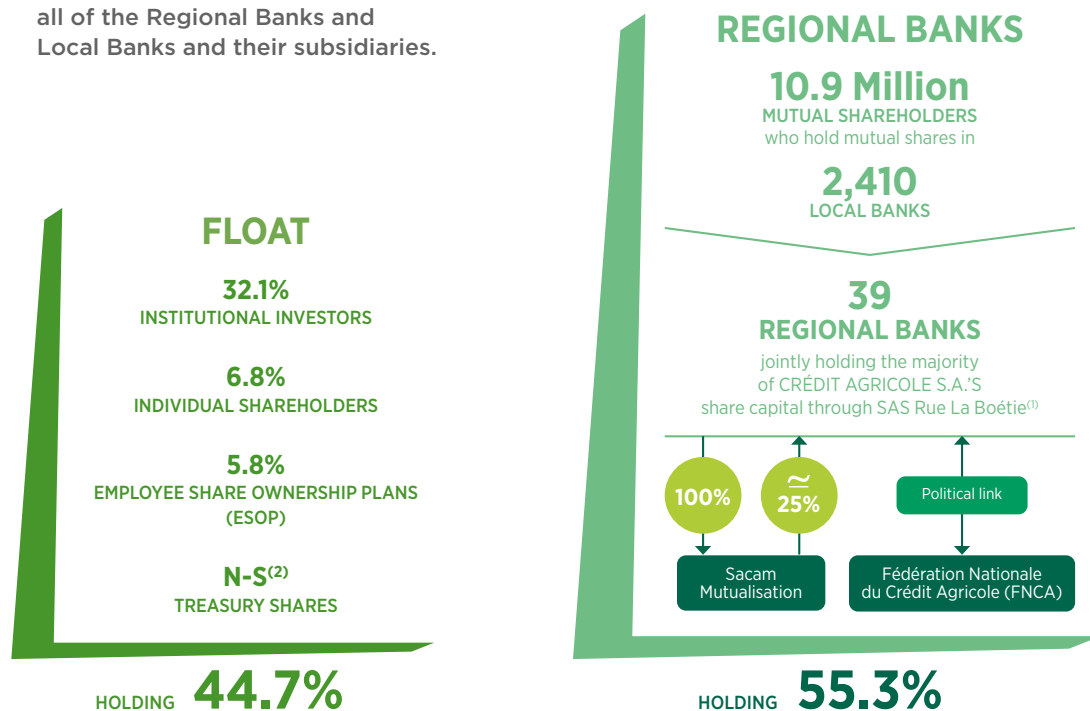 all of the Regional Banks and
Local Banks and their subsidiaries.
FLOAT
32.1%
INSTITUTIONAL INVESTORS
6.8%
INDIVIDUAL SHAREHOLDERS
5.8%
EMPLOYEE SHARE OWNERSHIP PLANS
(ESOP)
N-S(2)
TREASURY SHARES
HOLDING 44.7%
REGIONAL BANKS
10.9 Million
MUTUAL SHAREHOLDERS
who hold mutual shares in
2,410
LOCAL BANKS
39
REGIONAL BANKS
jointly holding the majority
of CRÉDIT AGRICOLE S.A.'S
share capital through SAS Rue La Boétie(1)
100%
≃
25%
Political link
Sacam
Mutualisation
Fédération Nationale
du Crédit Agricole (FNCA)
HOLDING 55.3%